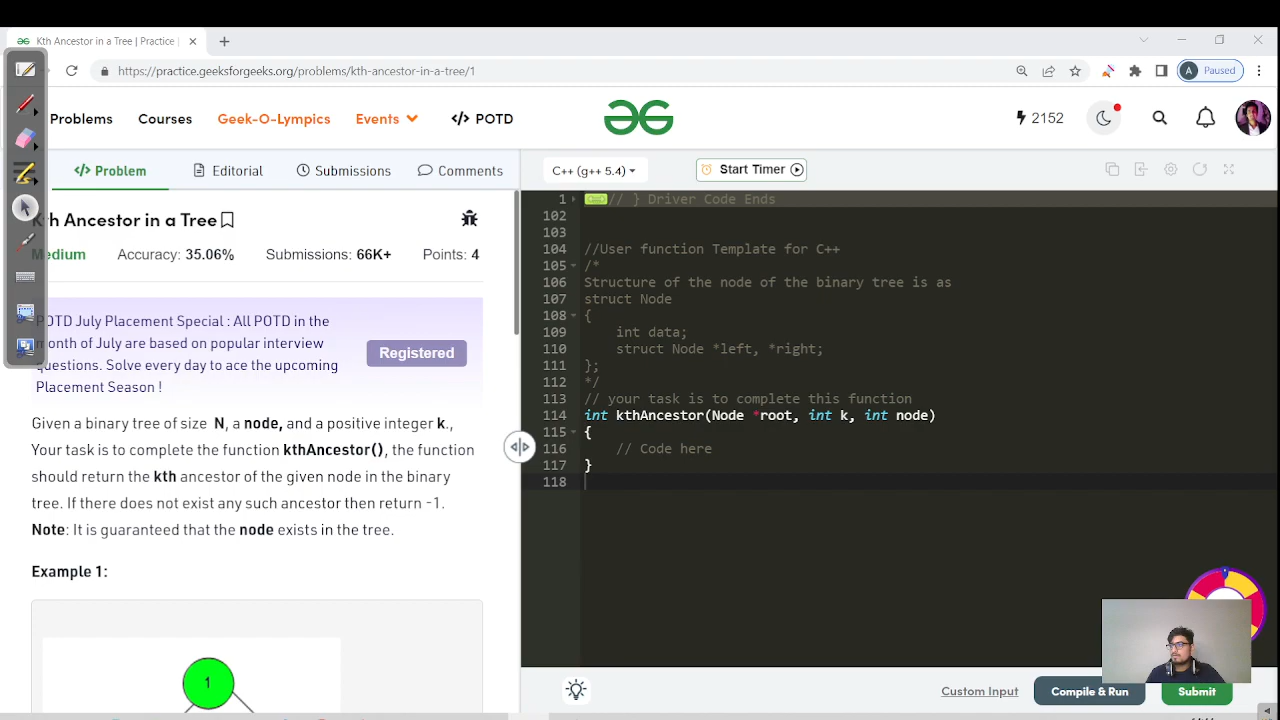 Kth Ancestor in a Tree | Practice |
https://practice.geeksforgeeks.org/problems/kth-ancestor-in-a-tree/1
A Paused
Problems Courses Geek-O-Lympics Events </> POTD 2152
</> Problem Editorial Submissions Comments
C++ (g++ 5.4) Start Timer
Kth Ancestor in a Tree
Medium Accuracy: 35.06% Submissions: 66K+ Points: 4
POTD July Placement Special : All POTD in the
month of July are based on popular interview
questions. Solve every day to ace the upcoming
Placement Season !
Registered
Given a binary tree of size N, a node, and a positive integer k.,
Your task is to complete the function kthAncestor(), the function
should return the kth ancestor of the given node in the binary
tree. If there does not exist any such ancestor then return -1.
Note: It is guaranteed that the node exists in the tree.
Example 1:
1
1 // } Driver Code Ends
102
103
104 //User function Template for C++
105 /*
106 Structure of the node of the binary tree is as
107 struct Node
108 {
109 int data;
110 struct Node *left, *right;
111 };
112 */
113 // your task is to complete this function
114 int kthAncestor(Node *root, int k, int node)
115 {
116 // Code here
117 }
118
Custom Input Compile & Run Submit